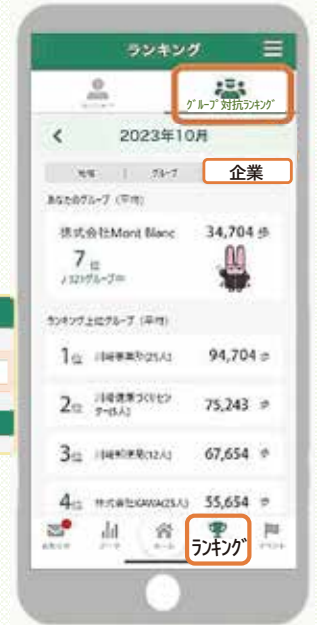 ランキング
グループ対抗ランキング
2023年10月
グループ
企業
あなたのグループ（平均）
株式会社Mont Blanc
34,704 歩
7位
ランキング上位グループ（平均）
1位
94,704 歩
2位
75,243 歩
3位
67,654 歩
4位 株式会社KAWA(25人) 55,654 歩
ランキング